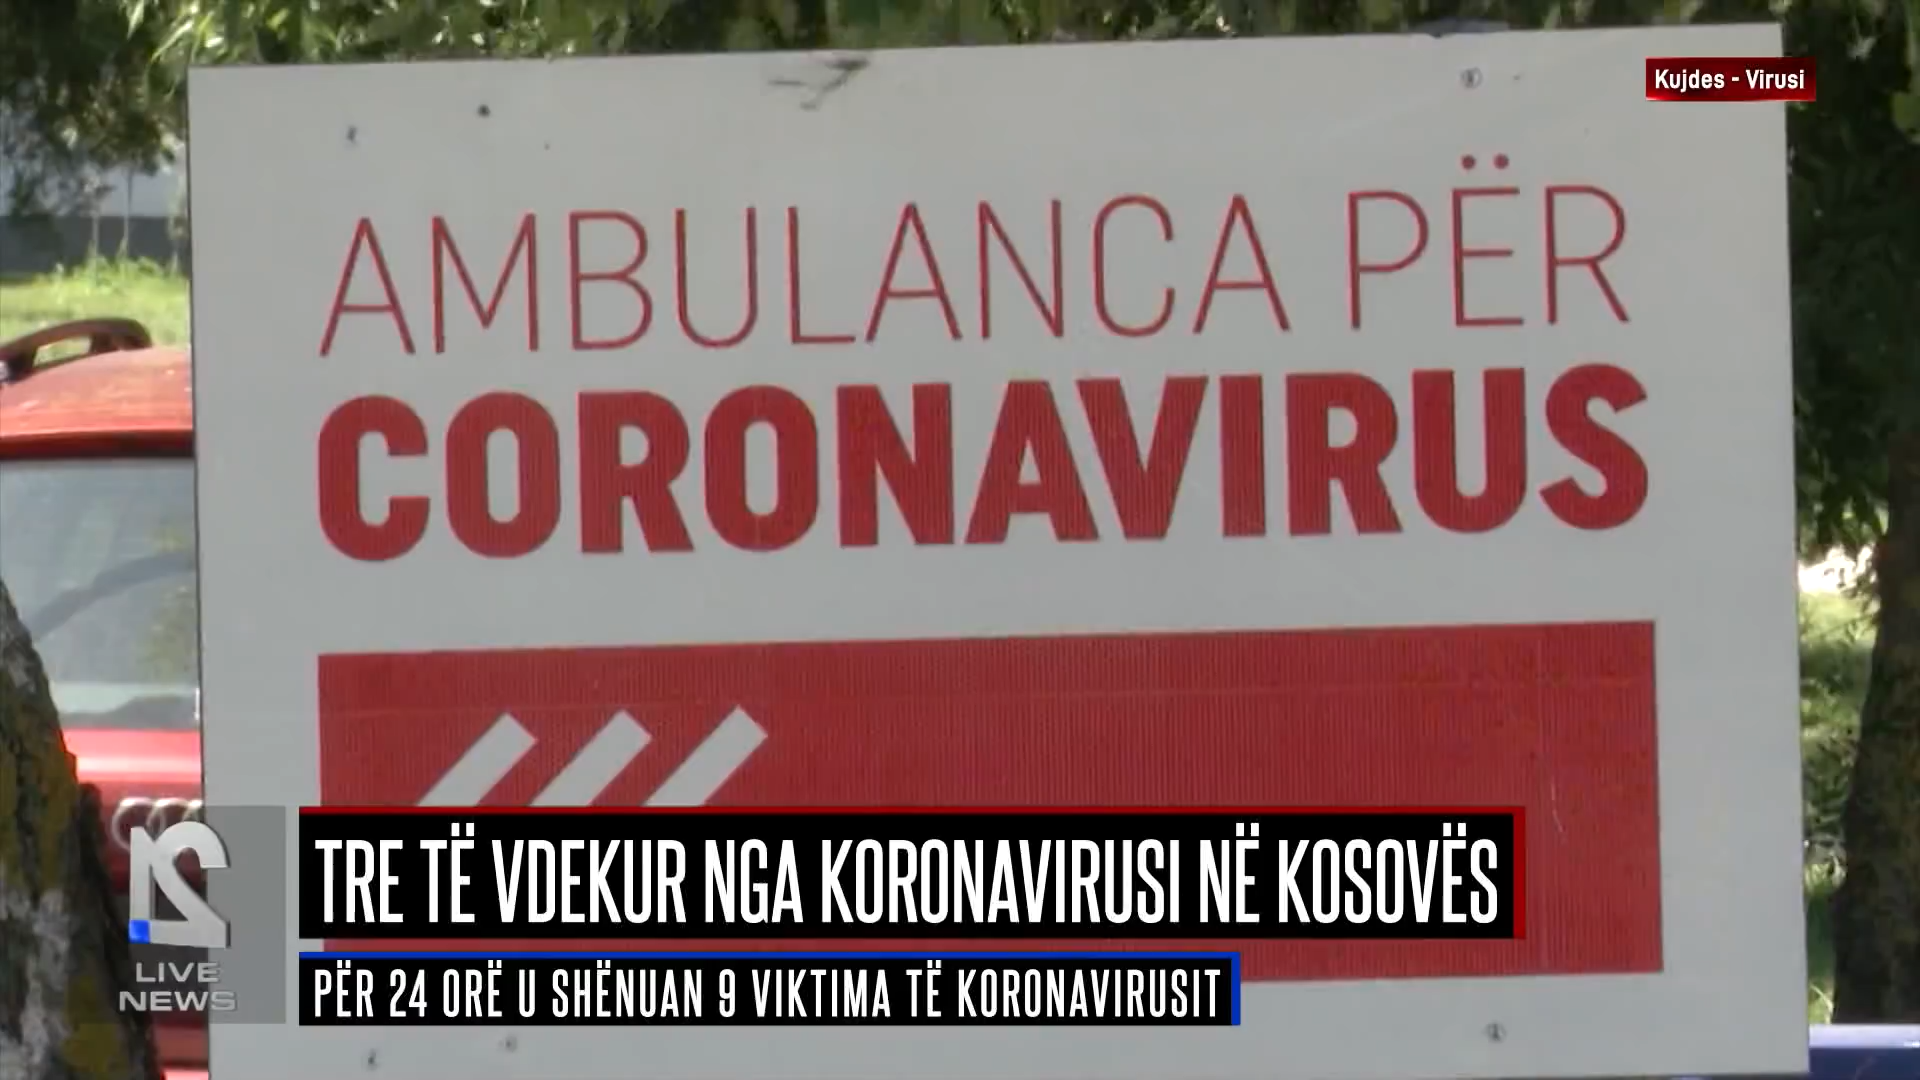 Kujdes - Virusi
AMBULANCA PËR
CORONAVIRUS
TRE TË VDEKUR NGA KORONAVIRUSI NË KOSOVËS
PËR 24 ORË U SHËNUAN 9 VIKTIMA TË KORONAVIRUSIT
12
LIVE
NEWS